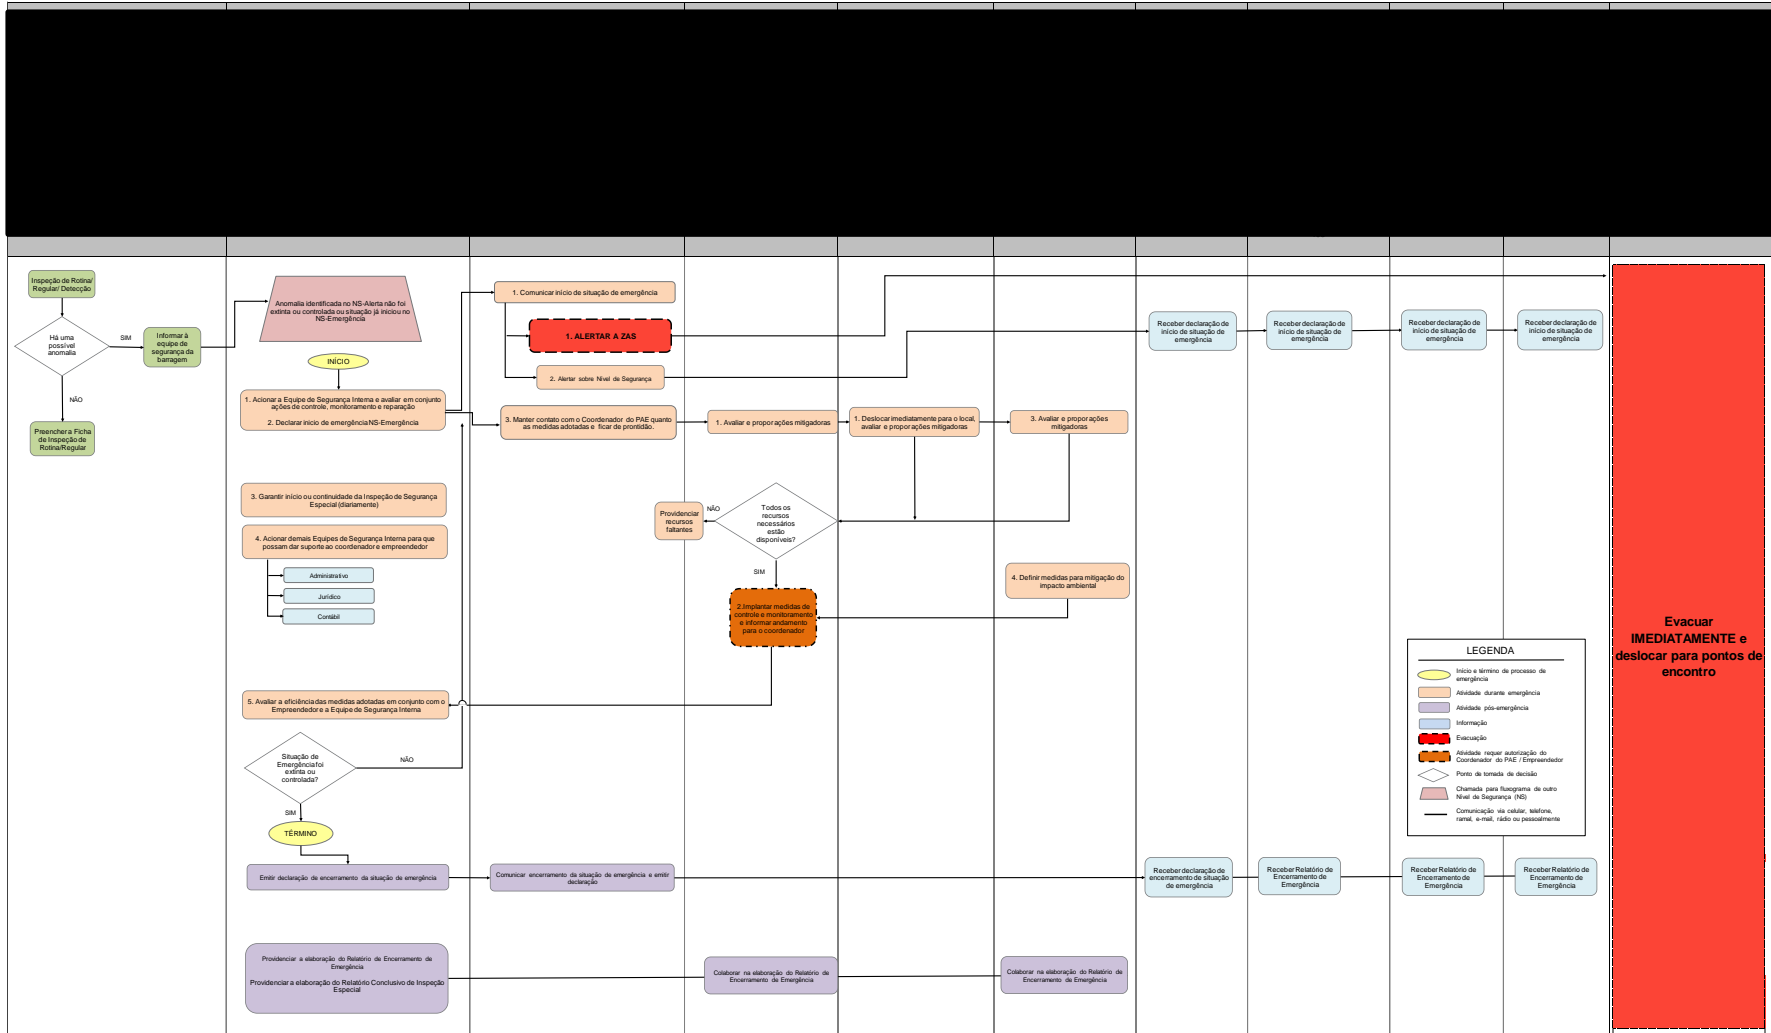 Inspeção de Rotina/
Regular/ Detecção
Há uma
possível
anomalia
SIM
NÃO
Informar à
equipe de
segurança da
barragem
Preencher a Ficha
de Inspeção de
Rotina/Regular
Anomalia identificada no NS-Alerta não foi
extinta ou controlada ou situação já iniciou no
NS-Emergência
INÍCIO
1. Acionar a Equipe de Segurança Interna e avaliar em conjunto
ações de controle, monitoramento e reparação
2. Declarar início de emergência NS-Emergência
3. Garantir início ou continuidade da Inspeção de Segurança
Especial (diariamente)
4. Acionar demais Equipes de Segurança Interna para que
possam dar suporte ao coordenador e empreendedor
Administrativo
Jurídico
Contábil
5. Avaliar a eficiência das medidas adotadas em conjunto com o
Empreendedor e a Equipe de Segurança Interna
Situação de
Emergência foi
extinta ou
controlada?
NÃO
SIM
TÉRMINO
Emitir declaração de encerramento da situação de emergência
Providenciar a elaboração do Relatório de Encerramento de
Emergência
Providenciar a elaboração do Relatório Conclusivo de Inspeção
Especial
1. Comunicar início de situação de emergência
1. ALERTAR A ZAS
2. Alertar sobre Nível de Segurança
3. Manter contato com o Coordenador do PAE quanto
as medidas adotadas e ficar de prontidão.
Comunicar encerramento da situação de emergência e emitir
declaração
1. Avaliar e propor ações mitigadoras
Providenciar
recursos
faltantes
NÃO
Todos os
recursos
necessários
estão
disponíveis?
SIM
2.Implantar medidas de
controle e monitoramento
e informar andamento
para o coordenador
Colaborar na elaboração do Relatório de
Encerramento de Emergência
1. Deslocar imediatamente para o local,
avaliar e propor ações mitigadoras
3. Avaliar e propor ações
mitigadoras
4. Definir medidas para mitigação do
impacto ambiental
Colaborar na elaboração do Relatório de
Encerramento de Emergência
Receber declaração de
início de situação de
emergência
Receber declaração de
início de situação de
emergência
Receber declaração de
início de situação de
emergência
Receber declaração de
início de situação de
emergência
Receber declaração de
encerramento de situação
de emergência
Receber Relatório de
Encerramento de
Emergência
Receber Relatório de
Encerramento de
Emergência
Receber Relatório de
Encerramento de
Emergência
LEGENDA
Início e término de processo de
emergência
Atividade durante emergência
Atividade pós-emergência
Informação
Evacuação
Atividade requer autorização do
Coordenador do PAE / Empreendedor
Ponto de tomada de decisão
Chamada para fluxograma de outro
Nível de Segurança (NS)
Comunicação via celular, telefone,
ramal, e-mail, rádio ou pessoalmente
Evacuar
IMEDIATAMENTE e
deslocar para pontos de
encontro